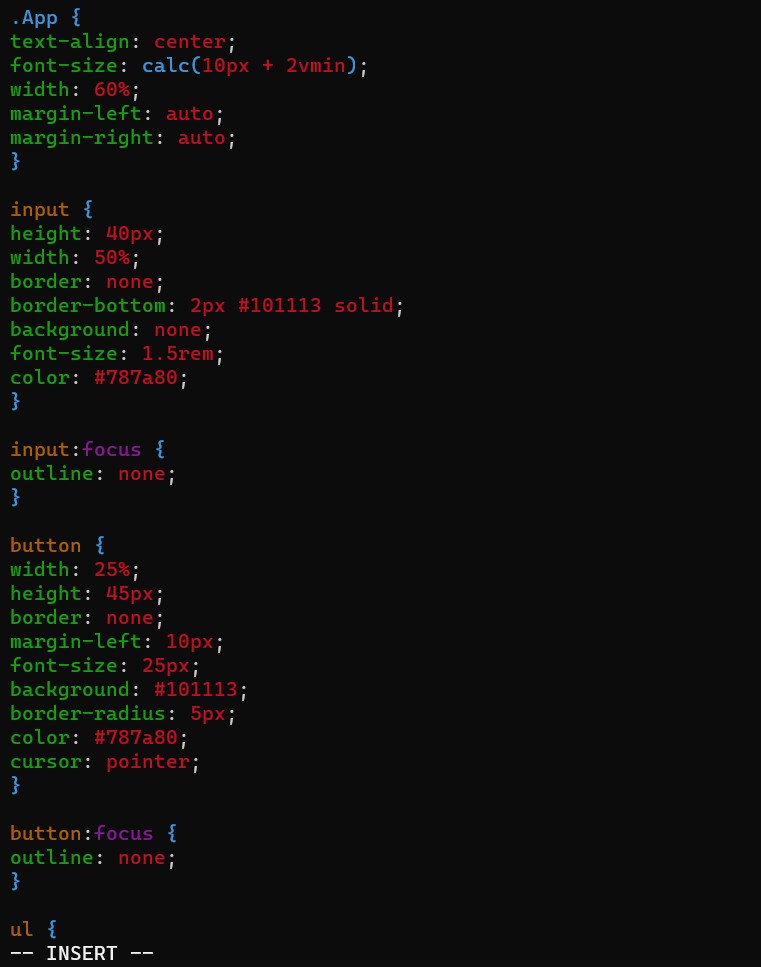 .App {
text-align: center;
font-size: calc(10px + 2vmin);
width: 60%;
margin-left: auto;
margin-right: auto;
}

input {
height: 40px;
width: 50%;
border: none;
border-bottom: 2px #101113 solid;
background: none;
font-size: 1.5rem;
color: #787a80;
}

input:focus {
outline: none;
}

button {
width: 25%;
height: 45px;
border: none;
margin-left: 10px;
font-size: 25px;
background: #101113;
border-radius: 5px;
color: #787a80;
cursor: pointer;
}

button:focus {
outline: none;
}

ul {
-- INSERT --